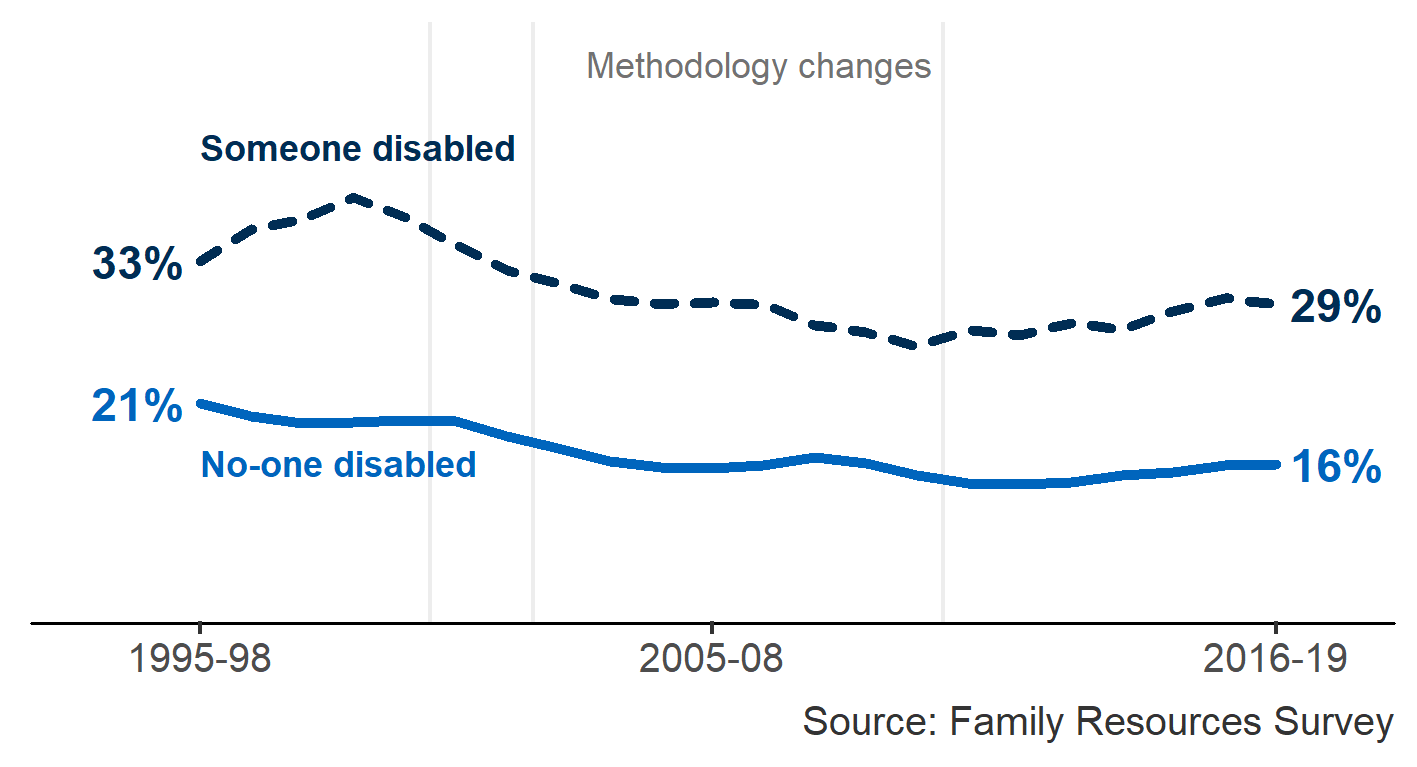 Methodology changes
Someone disabled
33%
29%
21%
No-one disabled
16%
1995-98
2005-08
2016-19
Source: Family Resources Survey